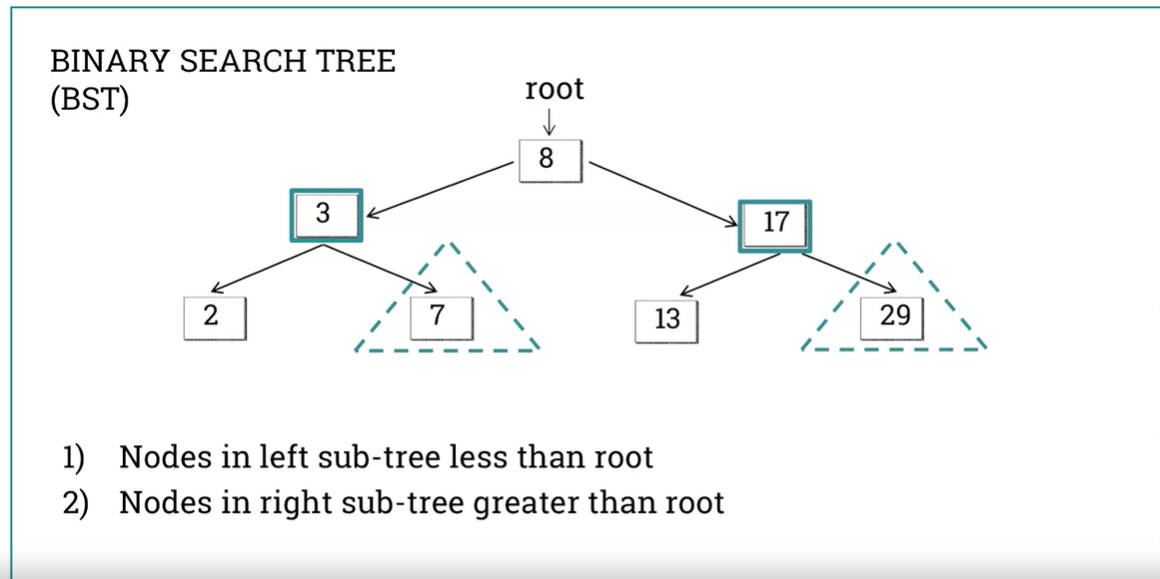 BINARY SEARCH TREE
(BST)
root
8
3
17
2
7
13
29
1) Nodes in left sub-tree less than root
2) Nodes in right sub-tree greater than root